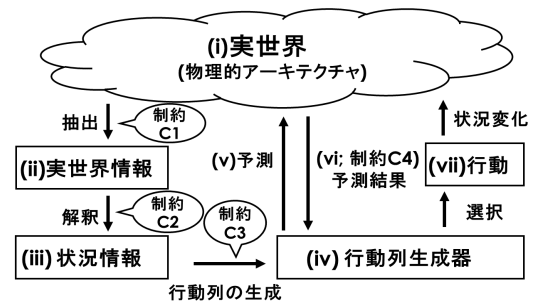 (i)実世界
(物理的アーキテクチャ)
抽出
制約
C1
(ii)実世界情報
解釈
制約
C2
制約
C3
(iii)状況情報
行動列の生成
(v)予測
(vi; 制約C4)
予測結果
(iv) 行動列生成器
選択
(vii)行動
状況変化